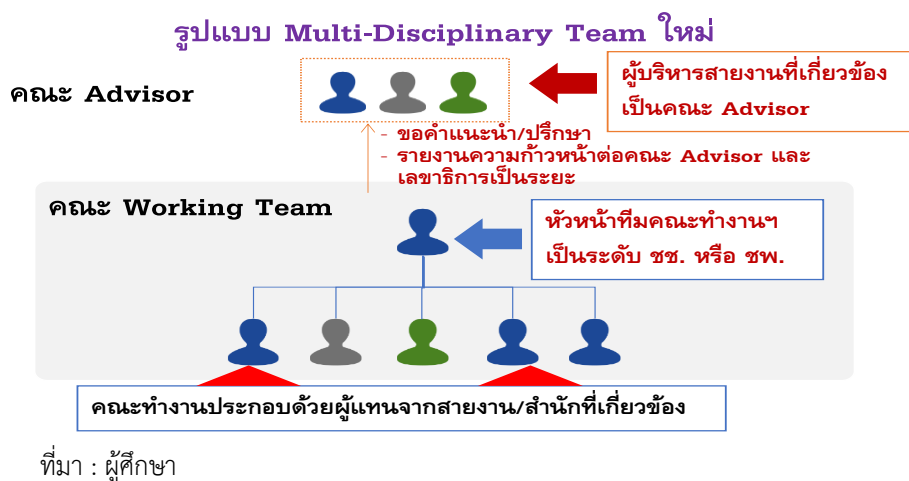 รูปแบบ Multi-Disciplinary Team ใหม่
คณะ Advisor
ผู้บริหารสายงานที่เกี่ยวข้อง
เป็นคณะ Advisor
- ขอคำแนะนำ/ปรึกษา
- รายงานความก้าวหน้าต่อคณะ Advisor และ
เลขาธิการเป็นระยะ
คณะ Working Team
หัวหน้าทีมคณะทำงานฯ
เป็นระดับ ชช. หรือ ชพ.
คณะทำงานประกอบด้วยผู้แทนจากสายงาน/สำนักที่เกี่ยวข้อง
ที่มา : ผู้ศึกษา